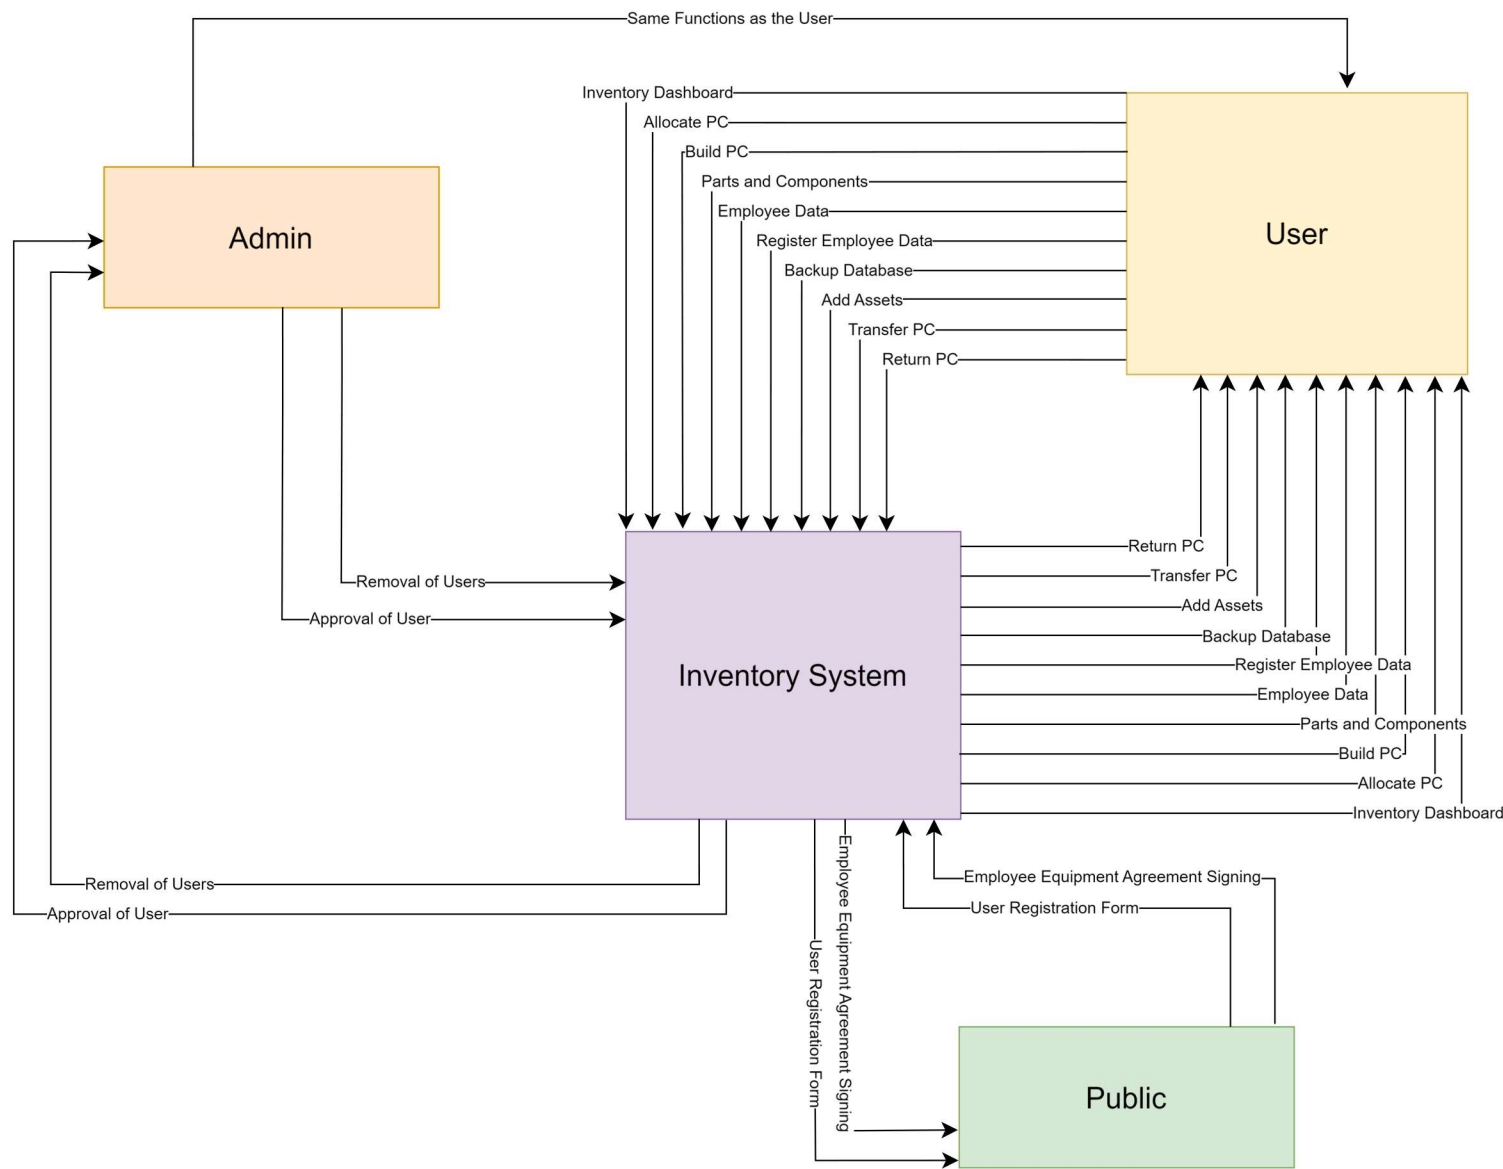 Same Functions as the User
Inventory Dashboard
Allocate PC
Build PC
Parts and Components
Employee Data
Register Employee Data
Backup Database
Add Assets
Transfer PC
Return PC
Admin
User
Return PC
Transfer PC
Add Assets
Backup Database
Register Employee Data
Employee Data
Parts and Components
Build PC
Allocate PC
Inventory Dashboard
Removal of Users
Approval of User
Inventory System
Removal of Users
Approval of User
Employee Equipment Agreement Signing
User Registration Form
Employee Equipment Agreement Signing
User Registration Form
Public